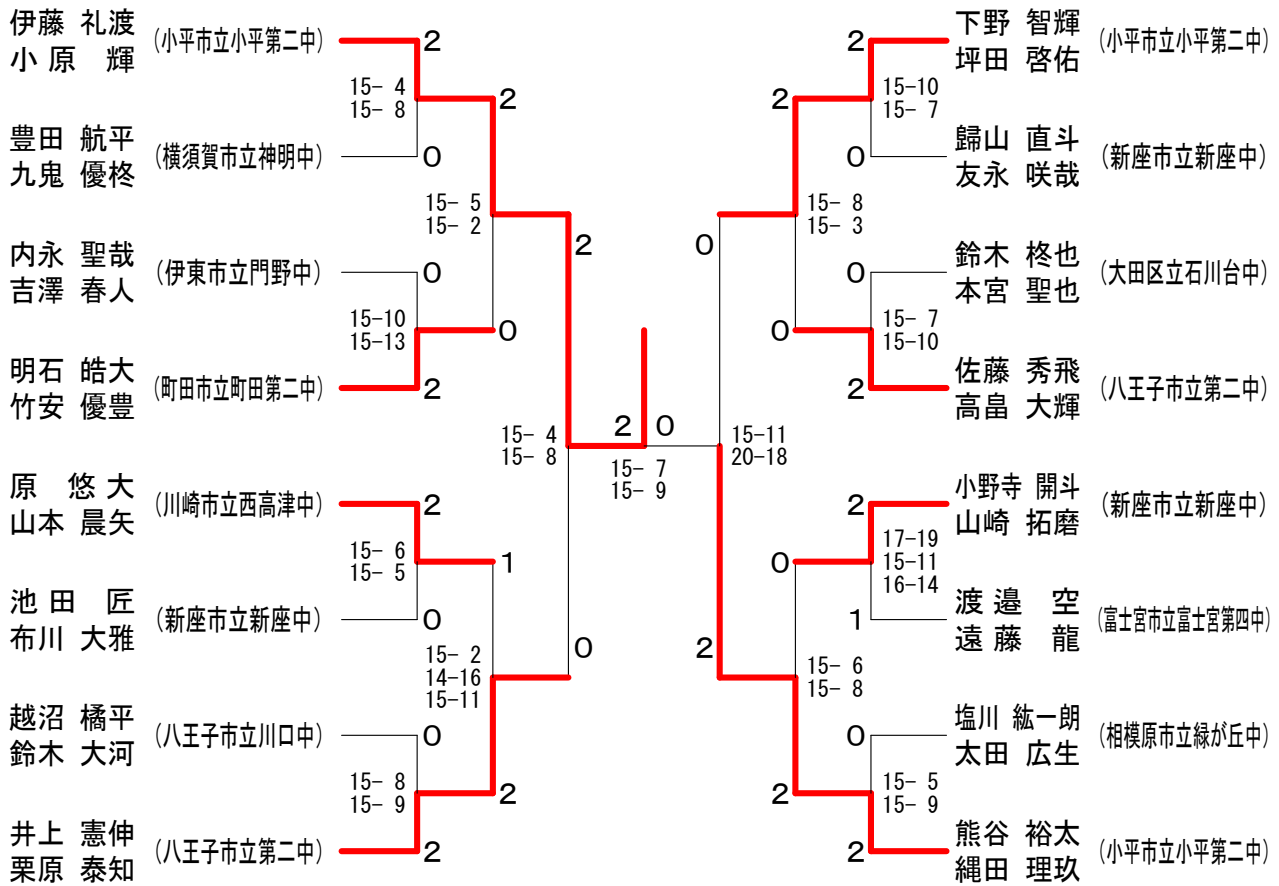 伊藤 礼渡
小原 輝
(小平市立小平第二中)
2
15- 4
15- 8
2
豊田 航平
九鬼 優柊
(横須賀市立神明中)
0
15- 5
15- 2
2
内永 聖哉
吉澤 春人
(伊東市立門野中)
0
15-10
15-13
0
明石 皓大
竹安 優豊
(町田市立町田第二中)
2
15- 4
15- 8
2 0
15- 7
15- 9
原 悠大
山本 晨矢
(川崎市立西高津中)
2
15- 6
15- 5
1
池田 匠
布川 大雅
(新座市立新座中)
0
15- 2
14-16
15-11
0
越沼 橘平
鈴木 大河
(八王子市立川口中)
0
15- 8
15- 9
2
井上 憲伸
栗原 泰知
(八王子市立第二中)
2
下野 智輝
坪田 啓佑
(小平市立小平第二中)
2
15-10
15- 7
2
歸山 直斗
友永 咲哉
(新座市立新座中)
0
15- 8
15- 3
0
鈴木 柊也
本宮 聖也
(大田区立石川台中)
0
15- 7
15-10
0
佐藤 秀飛
高畠 大輝
(八王子市立第二中)
2
15-11
20-18
小野寺 開斗
山崎 拓磨
(新座市立新座中)
2
17-19
15-11
16-14
0
渡邉 空
遠藤 龍
(富士宮市立富士宮第四中)
1
15- 6
15- 8
2
塩川 紘一朗
太田 広生
(相模原市立緑が丘中)
0
15- 5
15- 9
2
熊谷 裕太
縄田 理玖
(小平市立小平第二中)
2